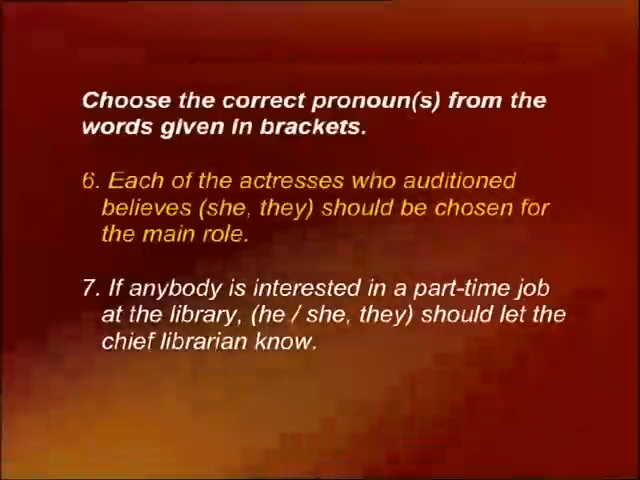 Choose the correct pronoun(s) from the
words given in brackets.
6. Each of the actresses who auditioned
believes (she, they) should be chosen for
the main role.
7. If anybody is interested in a part-time job
at the library, (he / she, they) should let the
chief librarian know.